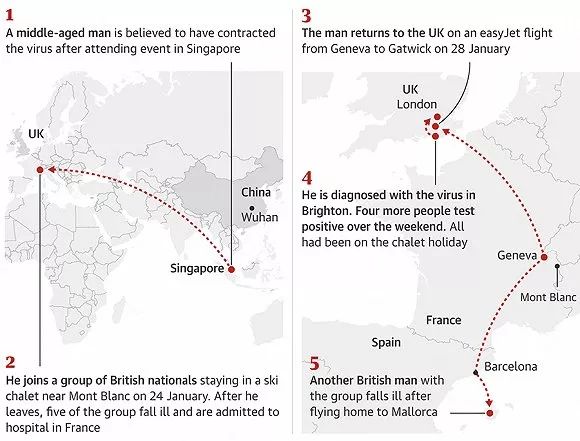 1
A middle-aged man is believed to have contracted
the virus after attending event in Singapore
UK
China
Wuhan
Singapore
2
He joins a group of British nationals staying in a ski
chalet near Mont Blanc on 24 January. After he
leaves, five of the group fall ill and are admitted to
hospital in France
3
The man returns to the UK on an easyJet flight
from Geneva to Gatwick on 28 January
UK
London
4
He is diagnosed with the virus in
Brighton. Four more people test
positive over the weekend. All
had been on the chalet holiday
Geneva
Mont Blanc
France
Spain
Barcelona
5
Another British man with
the group falls ill after
flying home to Mallorca